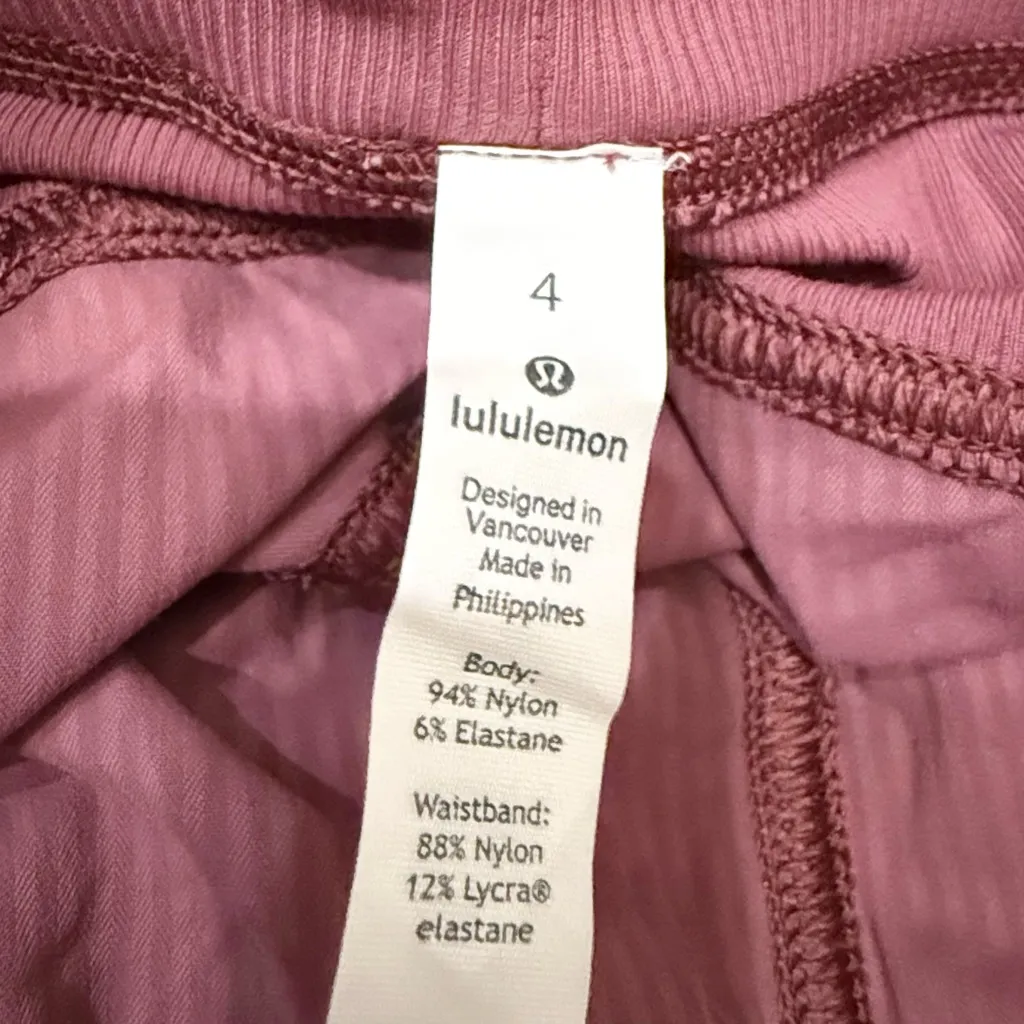 4
lululemon
Designed in
Vancouver
Made in
Philippines
Body:
94% Nylon
6% Elastane
Waistband:
88% Nylon
12% Lycra®
elastane